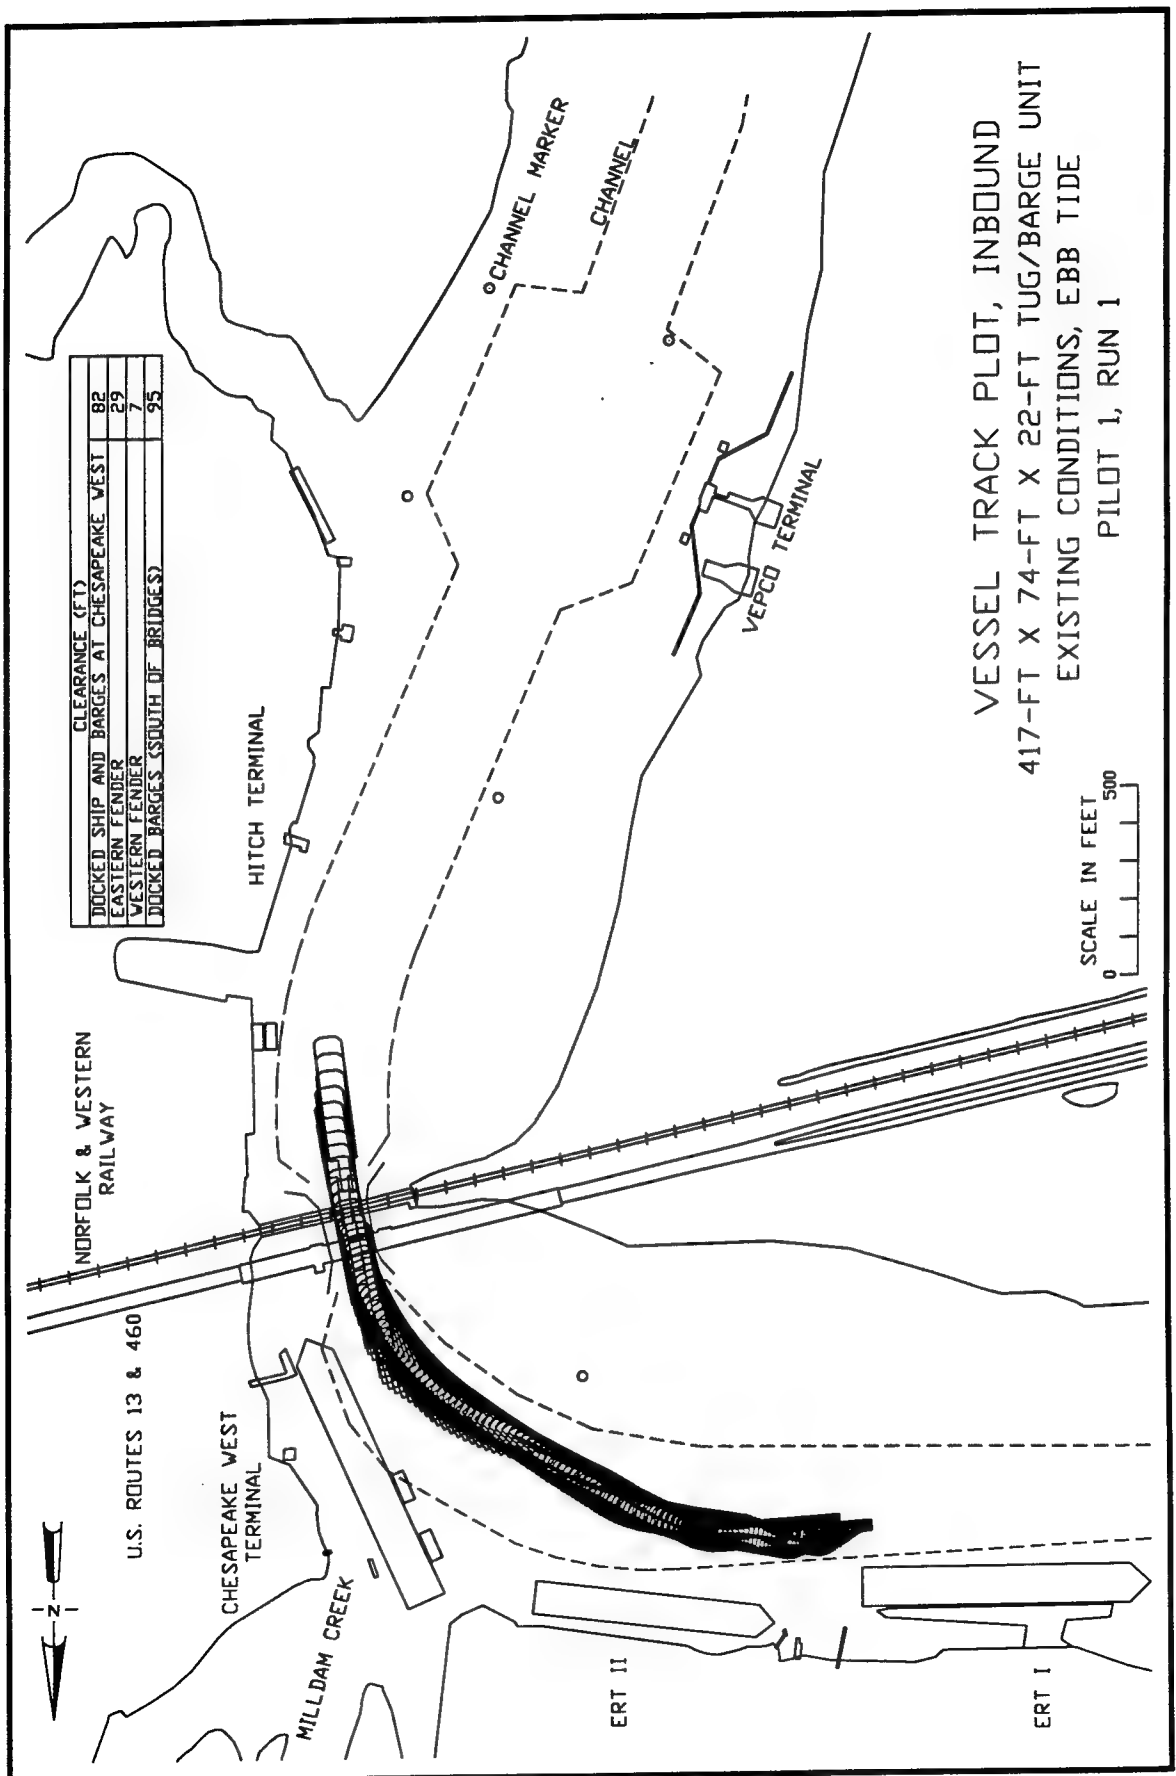 CLEARANCE (FT)
DOCKED SHIP AND BARGES AT CHESAPEAKE WEST 82
EASTERN FENDER 29
WESTERN FENDER 7
DOCKED BARGES (SOUTH OF BRIDGES) 95
CHANNEL MARKER
CHANNEL
HITCH TERMINAL
VEPCO TERMINAL
NORFOLK & WESTERN
RAILWAY
U.S. ROUTES 13 & 460
CHESAPEAKE WEST
TERMINAL
MILLDAM CREEK
ERT II
ERT I
N
SCALE IN FEET
0 500
VESSEL TRACK PLOT, INBOUND
417-FT X 74-FT X 22-FT TUG/BARGE UNIT
EXISTING CONDITIONS, EBB TIDE
PILOT 1, RUN 1